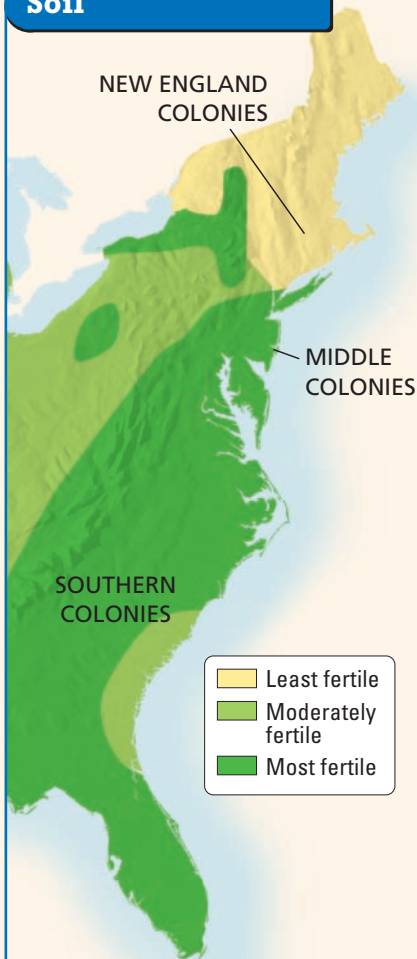 Soil
NEW ENGLAND
COLONIES
MIDDLE
COLONIES
SOUTHERN
COLONIES
Least fertile
Moderately
fertile
Most fertile